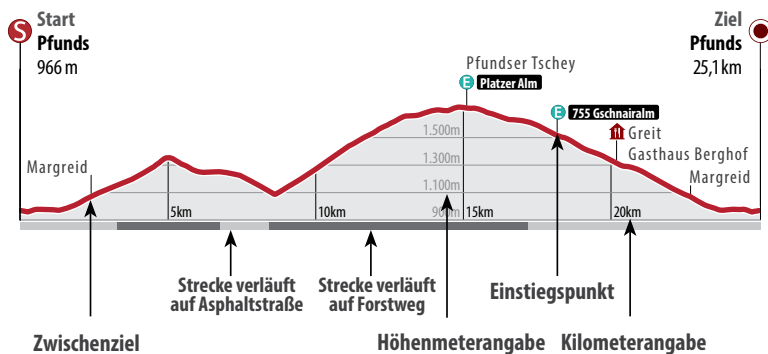 S Start
Pfunds
966 m
Ziel
Pfunds
25,1 km
Pfundser Tschey
E Platzer Alm
E 755 Gschnairalm
Greit
Gasthaus Berghof
Margreid
Margreid
1.500m
1.300m
1.100m
900m
5km
10km
15km
20km
Strecke verläuft
auf Asphaltstraße
Strecke verläuft
auf Forstweg
Einstiegspunkt
Zwischenziel
Höhenmeterangabe
Kilometerangabe